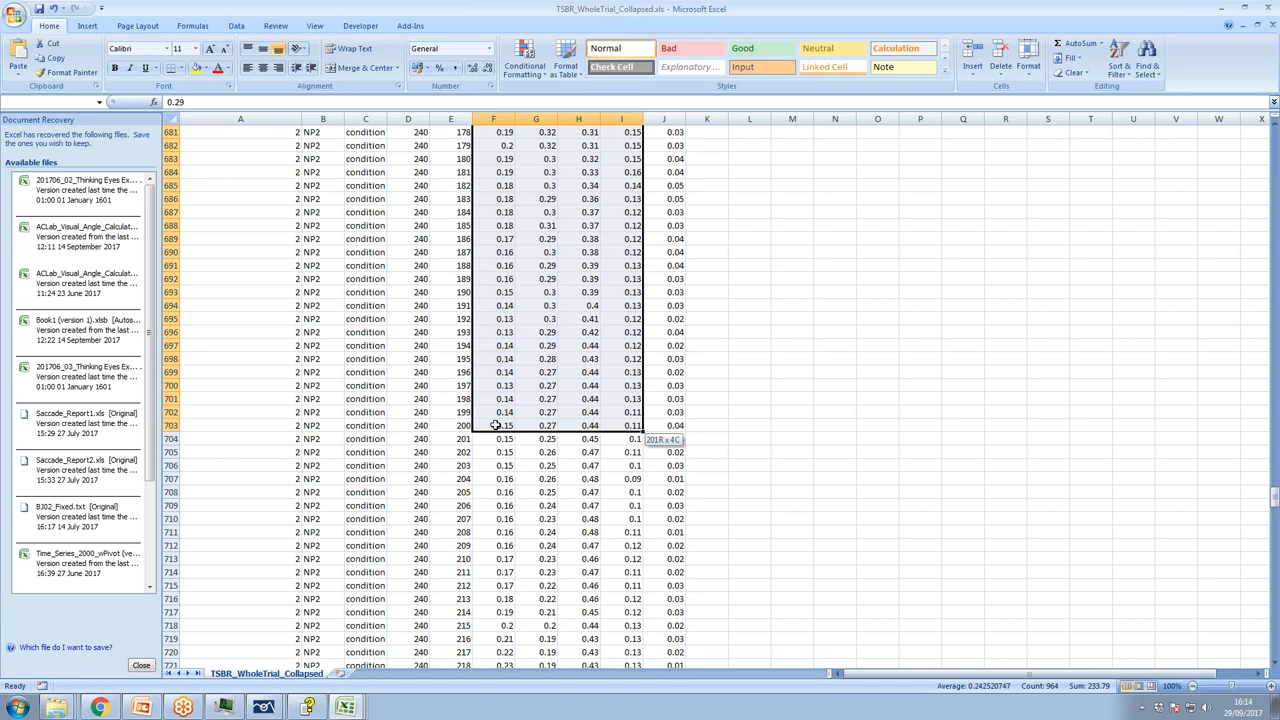 TSBR_WholeTrial_Collapsed.xls - Microsoft Excel
Home Insert Page Layout Formulas Data Review View Developer Add-Ins
Cut
Copy
Format Painter
Paste
Calibri 11
Wrap Text
Merge & Center
General
Conditional Formatting
Format as Table
Normal Bad Good Neutral Calculation
Check Cell Explanatory ... Input Linked Cell Note
Insert Delete Format
AutoSum
Fill
Clear
Sort & Filter
Find & Select
Clipboard Font Alignment Number Styles Cells Editing
0.29
Document Recovery
Excel has recovered the following files. Save the ones you wish to keep.
Available files
201706_02_Thinking Eyes Ex...
Version created last time the ...
01:00 01 January 1601
ACLab_Visual_Angle_Calculat...
Version created from the last ...
12:11 14 September 2017
ACLab_Visual_Angle_Calculat...
Version created from the last ...
11:24 23 June 2017
Book1 (version 1).xlsb [Autos...
Version created from the last ...
12:22 14 September 2017
201706_03_Thinking Eyes Ex...
Version created last time the ...
01:00 01 January 1601
Saccade_Report1.xls [Original]
Version created last time the ...
15:29 27 July 2017
Saccade_Report2.xls [Original]
Version created last time the ...
15:33 27 July 2017
BJ02_Fixed.txt [Original]
Version created last time the ...
16:17 14 July 2017
Time_Series_2000_wPivot (ve...
Version created from the last ...
16:39 27 June 2017
Which file do I want to save?
Close
A B C D E F G H I J K L M N O P Q R S T U V W X
681 2 NP2 condition 240 178 0.19 0.32 0.31 0.15 0.03
682 2 NP2 condition 240 179 0.2 0.32 0.31 0.15 0.03
683 2 NP2 condition 240 180 0.19 0.3 0.32 0.15 0.04
684 2 NP2 condition 240 181 0.19 0.3 0.33 0.16 0.04
685 2 NP2 condition 240 182 0.18 0.3 0.34 0.14 0.05
686 2 NP2 condition 240 183 0.18 0.29 0.36 0.13 0.05
687 2 NP2 condition 240 184 0.18 0.3 0.37 0.12 0.04
688 2 NP2 condition 240 185 0.18 0.31 0.37 0.12 0.04
689 2 NP2 condition 240 186 0.17 0.29 0.38 0.12 0.04
690 2 NP2 condition 240 187 0.16 0.3 0.38 0.12 0.04
691 2 NP2 condition 240 188 0.16 0.29 0.39 0.13 0.04
692 2 NP2 condition 240 189 0.16 0.29 0.39 0.13 0.03
693 2 NP2 condition 240 190 0.15 0.3 0.39 0.13 0.03
694 2 NP2 condition 240 191 0.14 0.3 0.4 0.13 0.03
695 2 NP2 condition 240 192 0.13 0.3 0.41 0.12 0.02
696 2 NP2 condition 240 193 0.13 0.29 0.42 0.12 0.04
697 2 NP2 condition 240 194 0.14 0.29 0.44 0.12 0.02
698 2 NP2 condition 240 195 0.14 0.28 0.43 0.12 0.03
699 2 NP2 condition 240 196 0.14 0.27 0.44 0.13 0.02
700 2 NP2 condition 240 197 0.13 0.27 0.44 0.13 0.03
701 2 NP2 condition 240 198 0.14 0.27 0.44 0.13 0.03
702 2 NP2 condition 240 199 0.14 0.27 0.44 0.11 0.03
703 2 NP2 condition 240 200 0.15 0.27 0.44 0.11 0.04
704 2 NP2 condition 240 201 0.15 0.25 0.45 0.1 201R x 4C
705 2 NP2 condition 240 202 0.15 0.26 0.47 0.11 0.02
706 2 NP2 condition 240 203 0.15 0.25 0.47 0.1 0.03
707 2 NP2 condition 240 204 0.16 0.26 0.48 0.09 0.01
708 2 NP2 condition 240 205 0.16 0.25 0.47 0.1 0.02
709 2 NP2 condition 240 206 0.16 0.24 0.47 0.1 0.03
710 2 NP2 condition 240 207 0.16 0.23 0.48 0.1 0.02
711 2 NP2 condition 240 208 0.16 0.24 0.48 0.11 0.01
712 2 NP2 condition 240 209 0.16 0.24 0.47 0.12 0.02
713 2 NP2 condition 240 210 0.17 0.23 0.46 0.12 0.02
714 2 NP2 condition 240 211 0.17 0.23 0.47 0.11 0.02
715 2 NP2 condition 240 212 0.17 0.22 0.47 0.11 0.02
716 2 NP2 condition 240 213 0.18 0.22 0.46 0.12 0.03
717 2 NP2 condition 240 214 0.19 0.21 0.45 0.12 0.03
718 2 NP2 condition 240 215 0.2 0.2 0.44 0.13 0.02
719 2 NP2 condition 240 216 0.21 0.19 0.43 0.13 0.02
720 2 NP2 condition 240 217 0.22 0.19 0.43 0.13 0.02
721 2 NP2 condition 240 218 0.23 0.19 0.43 0.13 0.01
TSBR_WholeTrial_Collapsed
Ready
Average: 0.242520747 Count: 964 Sum: 233.79 100%
16:14
29/09/2017